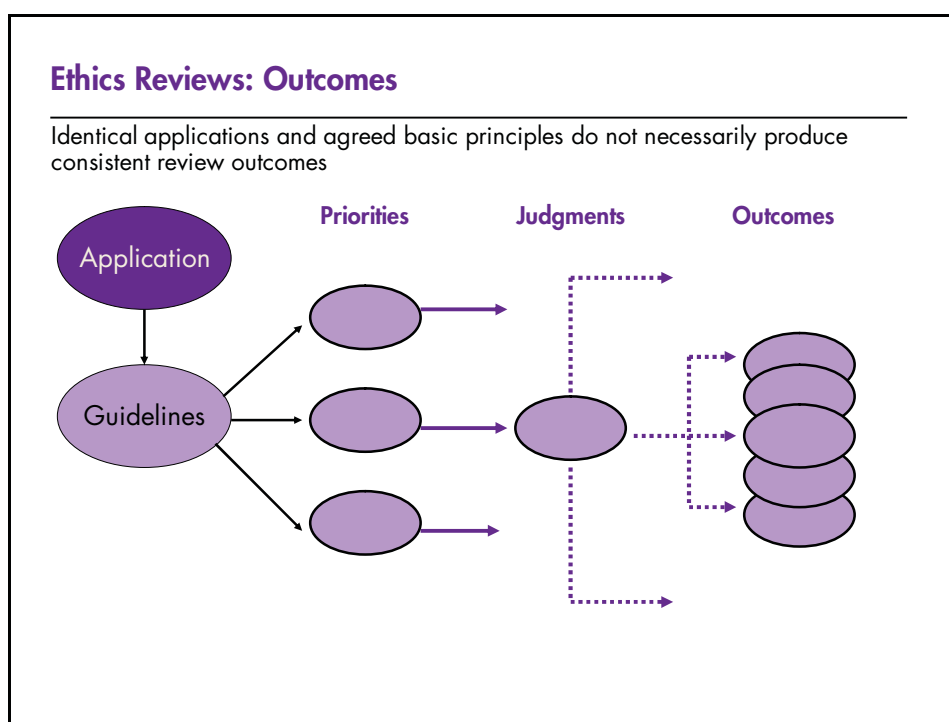 Ethics Reviews: Outcomes
Identical applications and agreed basic principles do not necessarily produce
consistent review outcomes
Priorities
Judgments
Outcomes
Application
Guidelines